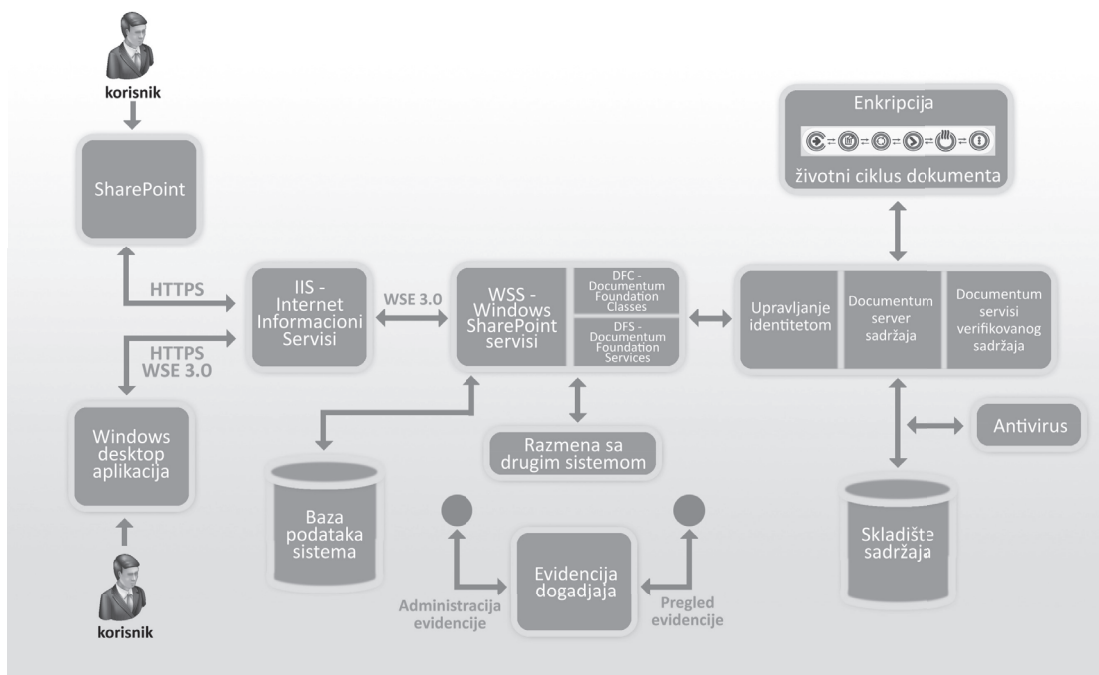 korisnik
SharePoint
HTTPS
HTTPS
WSE 3.0
Windows
desktop
aplikacija
korisnik
IIS -
Internet
Informacioni
Servisi
WSE 3.0
WSS -
Windows
SharePoint
servisi
DFC -
Documentum
Foundation
Classes
DFS -
Documentum
Foundation
Services
Baza
podataka
sistema
Razmena sa
drugim sistemom
Evidencija
dogadjaja
Administracija
evidencije
Pregled
evidencije
Enkripcija
životni ciklus dokumenta
Upravljanje
identitetom
Documentum
server
sadržaja
Documentum
servisi
verifikovanog
sadržaja
Antivirus
Skladište
sadržaja